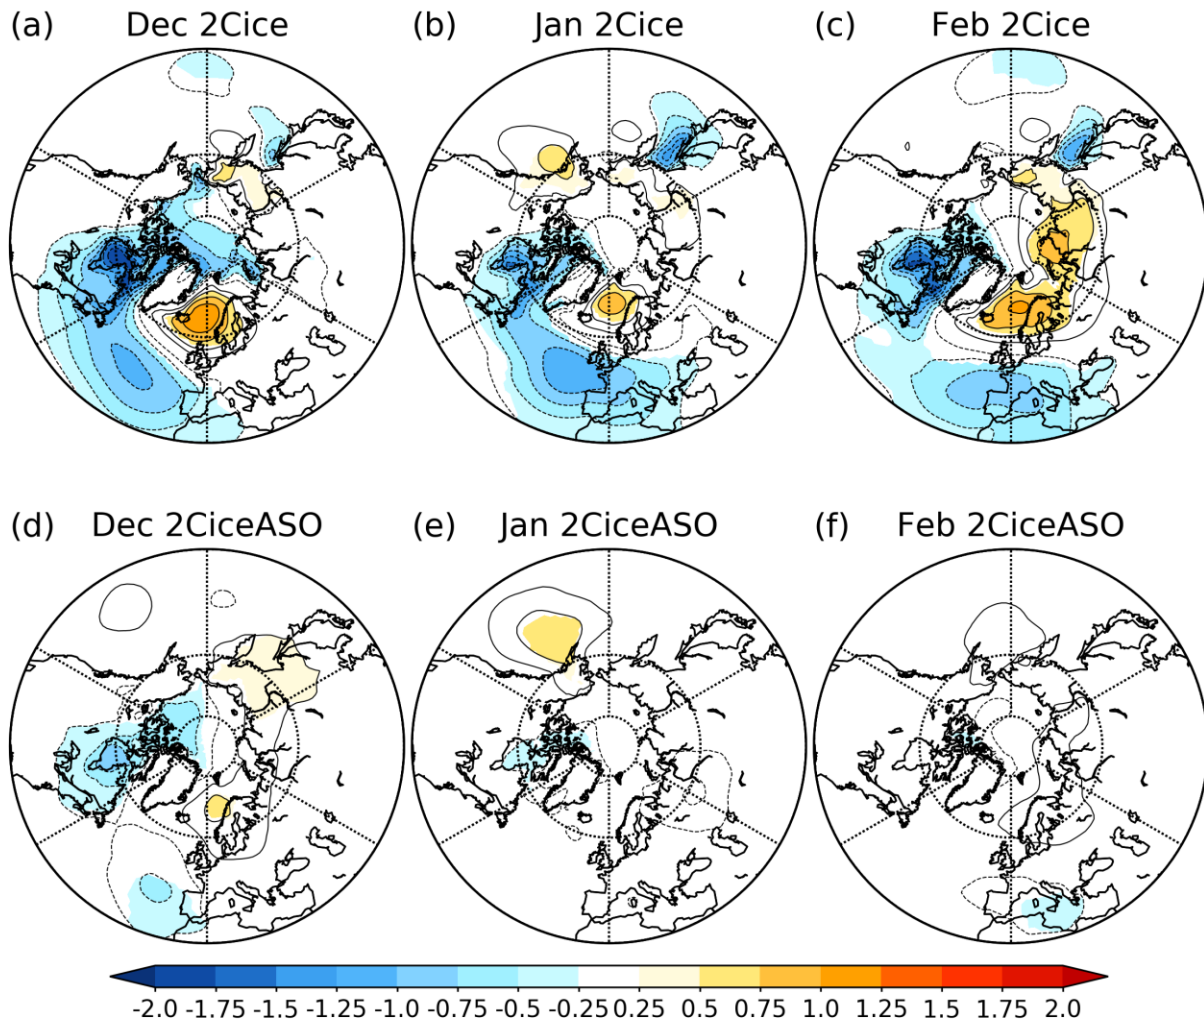 (a) Dec 2Cice
(b) Jan 2Cice
(c) Feb 2Cice
(d) Dec 2CiceASO
(e) Jan 2CiceASO
(f) Feb 2CiceASO
-2.0 -1.75 -1.5 -1.25 -1.0 -0.75 -0.5 -0.25 0.25 0.5 0.75 1.0 1.25 1.5 1.75 2.0